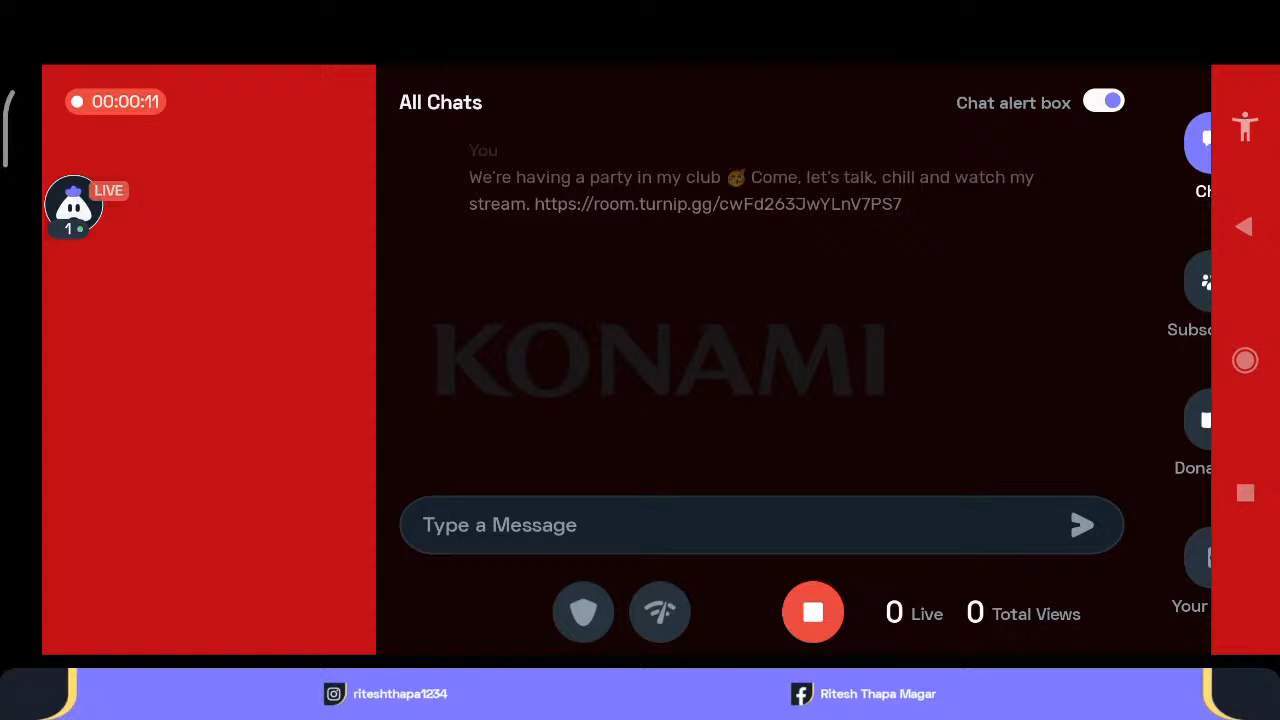 00:00:11
All Chats
Chat alert box
LIVE
1
You
We're having a party in my club 🥳 Come, let's talk, chill and watch my
stream. https://room.turnip.gg/cwFd263JwYLnV7PS7
Ch
Subsc
KONAMI
Dona
Type a Message
Your
0 Live
0 Total Views
riteshthapa1234
Ritesh Thapa Magar